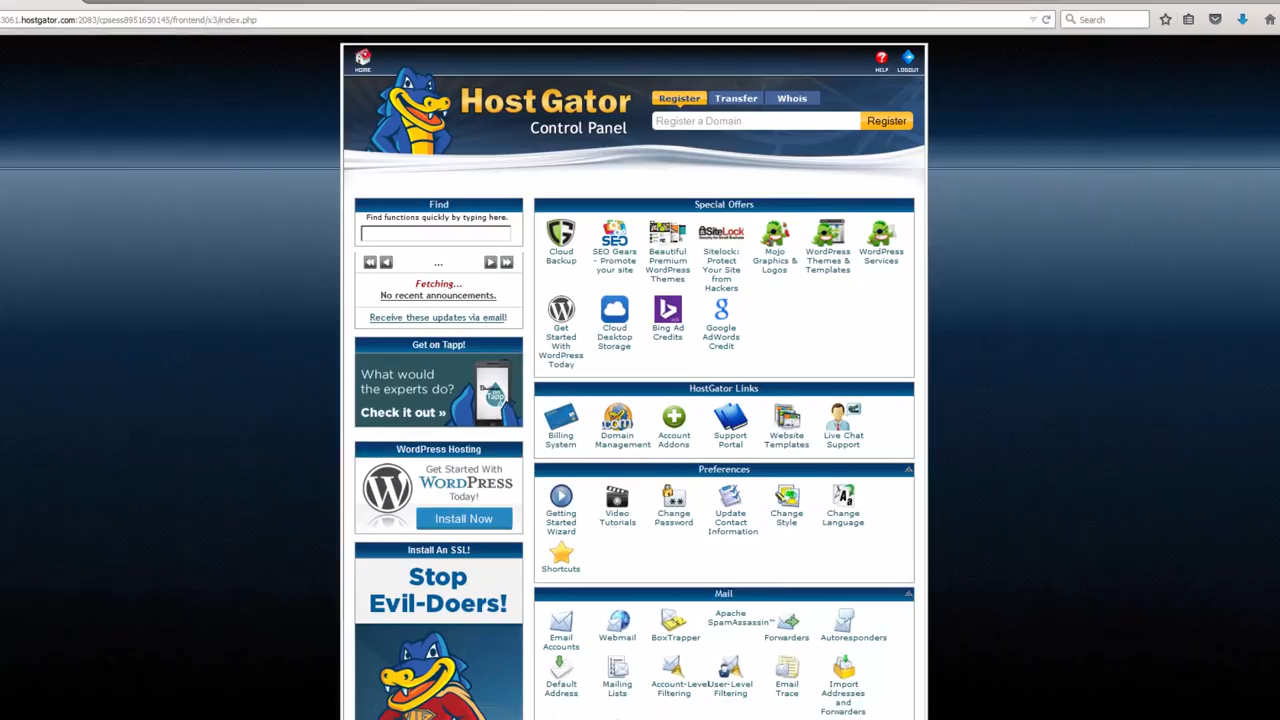 3061.hostgator.com:2083/cpsess8951650145/frontend/x3/index.php
Search
HOME
HELP
LOGOUT
HostGator
Control Panel
Register
Transfer
Whois
Register a Domain
Register
Find
Find functions quickly by typing here.
...
Fetching...
No recent announcements.
Receive these updates via email!
Get on Tapp!
What would
the experts do?
Check it out »
WordPress Hosting
Get Started With
WORDPRESS
Today!
Install Now
Install An SSL!
Stop
Evil-Doers!
Special Offers
Cloud
Backup
SEO
SEO Gears
- Promote
your site
Beautiful
Premium
WordPress
Themes
SiteLock
Sitelock:
Protect
Your Site
from
Hackers
Mojo
Graphics &
Logos
WordPress
Themes &
Templates
WordPress
Services
Get
Started
With
WordPress
Today
Cloud
Desktop
Storage
Bing Ad
Credits
Google
AdWords
Credit
HostGator Links
Billing
System
.COM
Domain
Management
Account
Addons
Support
Portal
Website
Templates
Live Chat
Support
Preferences
Getting
Started
Wizard
Video
Tutorials
Change
Password
Update
Contact
Information
Change
Style
Change
Language
Shortcuts
Mail
Email
Accounts
Webmail
BoxTrapper
Apache
SpamAssassin™
Forwarders
Autoresponders
Default
Address
Mailing
Lists
Account-Level
Filtering
User-Level
Filtering
Email
Trace
Import
Addresses
and
Forwarders